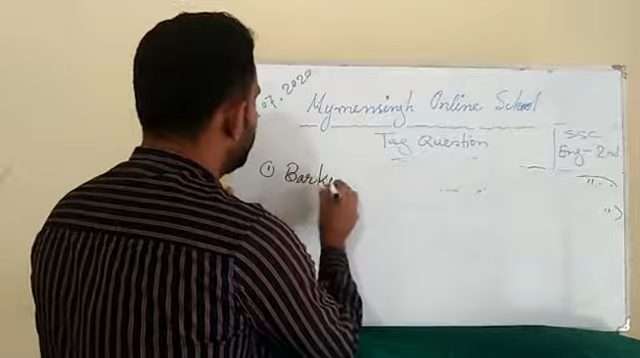 07.2020
Mymensingh Online School
Tag Question
SSC
Eng- 2nd
① Bark